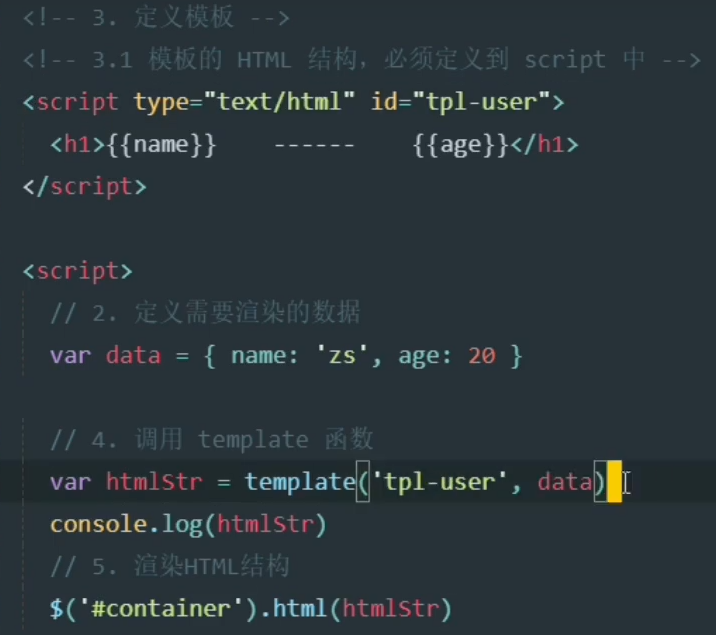 <!-- 3. 定义模板 -->
<!-- 3.1 模板的 HTML 结构，必须定义到 script 中 -->
<script type="text/html" id="tpl-user">
  <h1>{{name}}    ------    {{age}}</h1>
</script>
<script>
  // 2. 定义需要渲染的数据
  var data = { name: 'zs', age: 20 }
  // 4. 调用 template 函数
  var htmlStr = template('tpl-user', data)
  console.log(htmlStr)
  // 5. 渲染HTML结构
  $('#container').html(htmlStr)